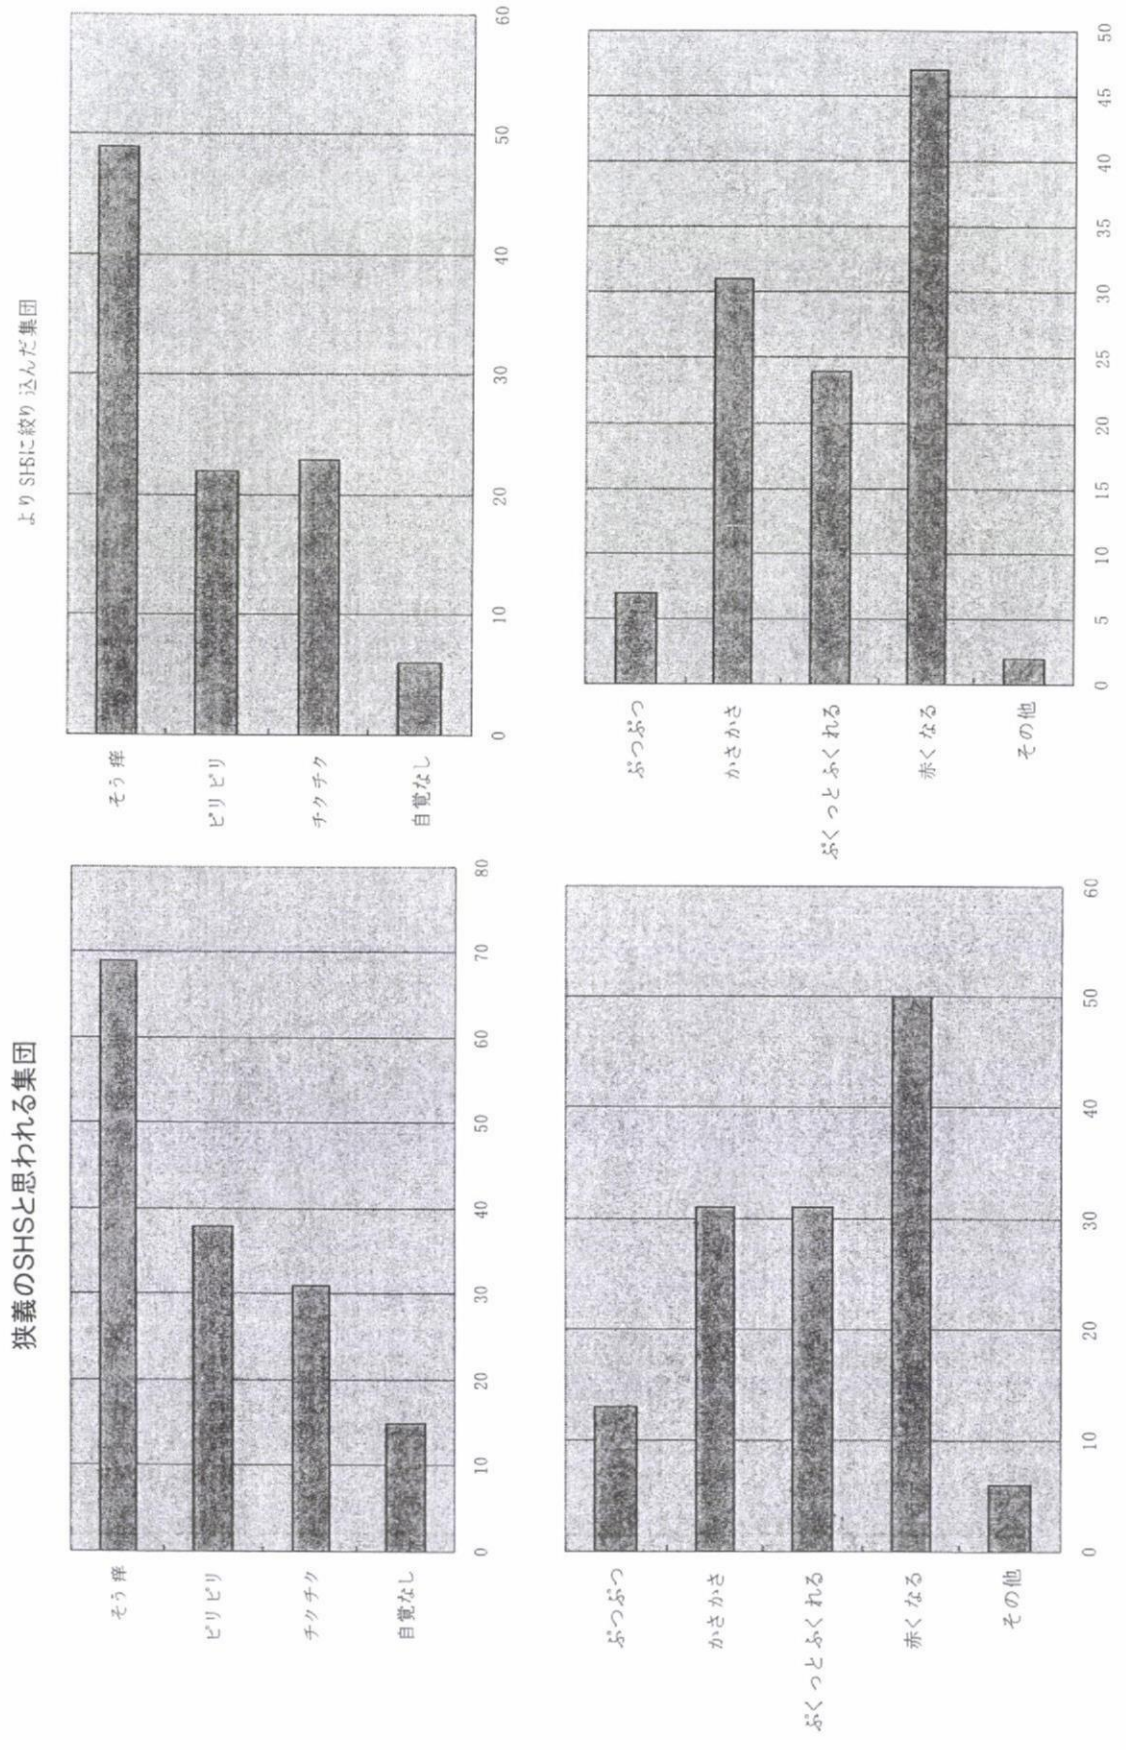 狭義のSHSと思われる集団
そう痒
ピリピリ
チクチク
自覚なし
0 10 20 30 40 50 60 70 80
ぶつぶつ
かさかさ
ぷくっとふくれる
赤くなる
その他
0 10 20 30 40 50 60
よりSHSに絞り込んだ集団
そう痒
ピリピリ
チクチク
自覚なし
0 10 20 30 40 50 60
ぶつぶつ
かさかさ
ぷくっとふくれる
赤くなる
その他
0 5 10 15 20 25 30 35 40 45 50